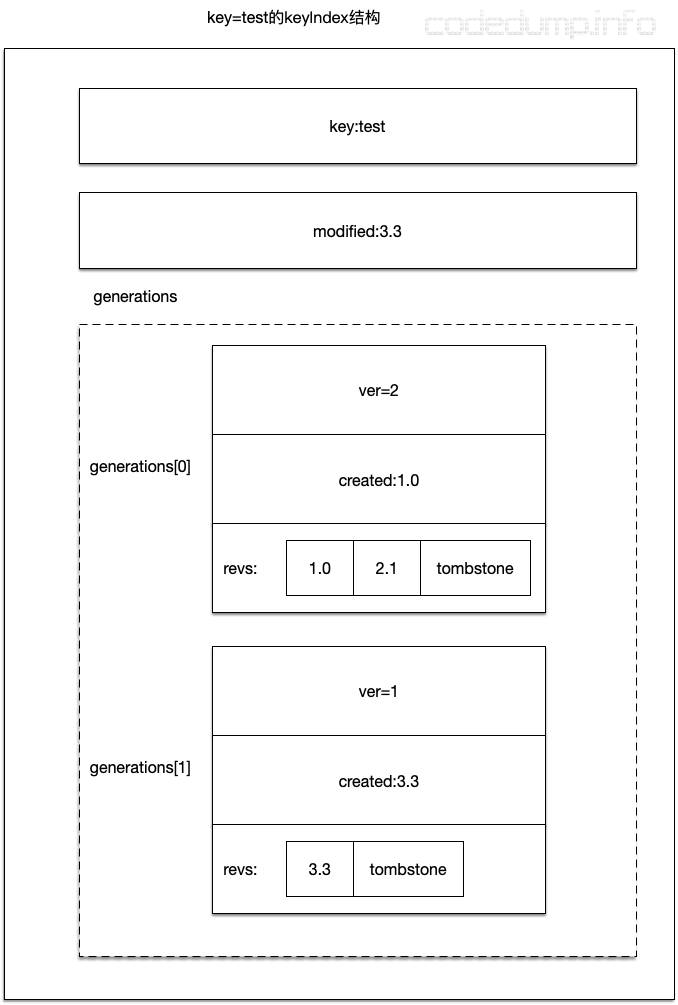 key=test的keyIndex结构
codedump.info
key:test
modified:3.3
generations
generations[0]
ver=2
created:1.0
revs:
1.0
2.1
tombstone
generations[1]
ver=1
created:3.3
revs:
3.3
tombstone